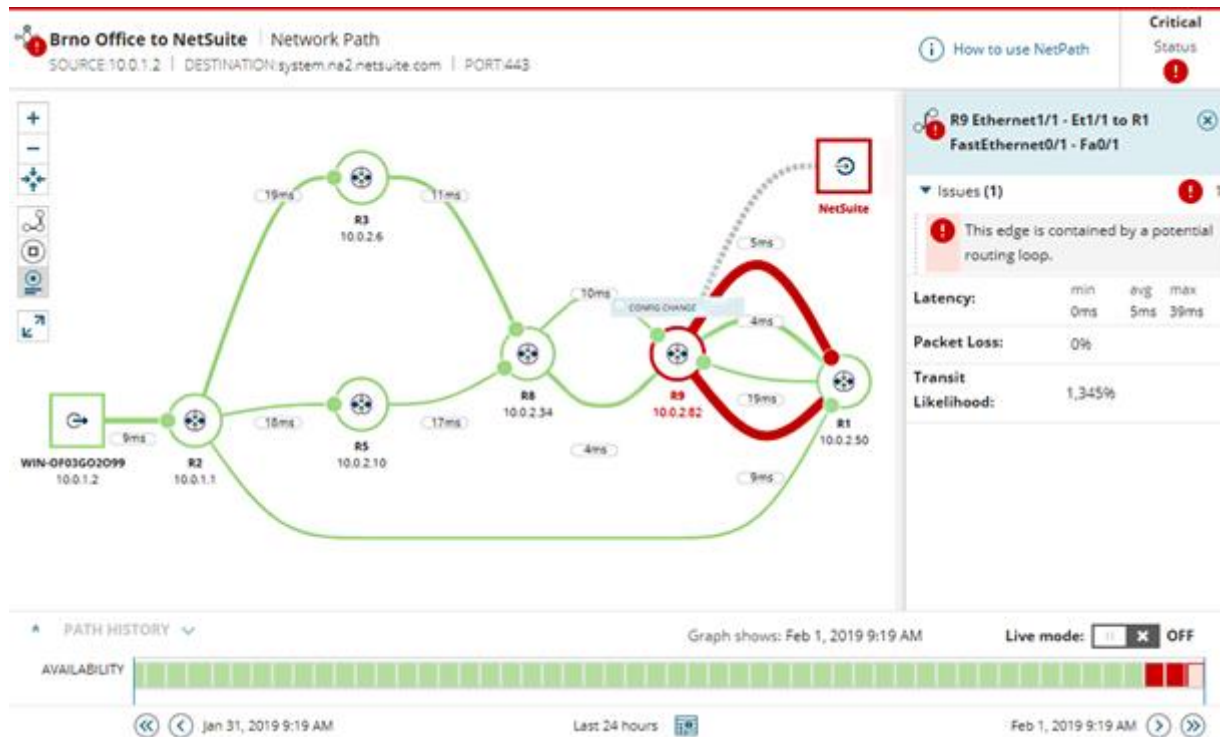 Brno Office to NetSuite | Network Path
SOURCE:10.0.1.2 | DESTINATION:system.na2.netsuite.com | PORT:443
How to use NetPath
Critical
Status
R9 Ethernet1/1 - Et1/1 to R1
FastEthernet0/1 - Fa0/1
Issues (1)
1
This edge is contained by a potential
routing loop.
min avg max
Latency: 0ms 5ms 39ms
Packet Loss: 0%
Transit
Likelihood: 1,345%
NetSuite
19ms
11ms
R3
10.0.2.6
5ms
10ms
CONFIG CHANGE
4ms
R8
10.0.2.34
R9
10.0.2.82
19ms
R1
10.0.2.50
9ms
WIN-OF03GO2O99
10.0.1.2
R2
10.0.1.1
18ms
R5
10.0.2.10
17ms
4ms
9ms
PATH HISTORY
Graph shows: Feb 1, 2019 9:19 AM
Live mode: OFF
AVAILABILITY
Jan 31, 2019 9:19 AM
Last 24 hours
Feb 1, 2019 9:19 AM